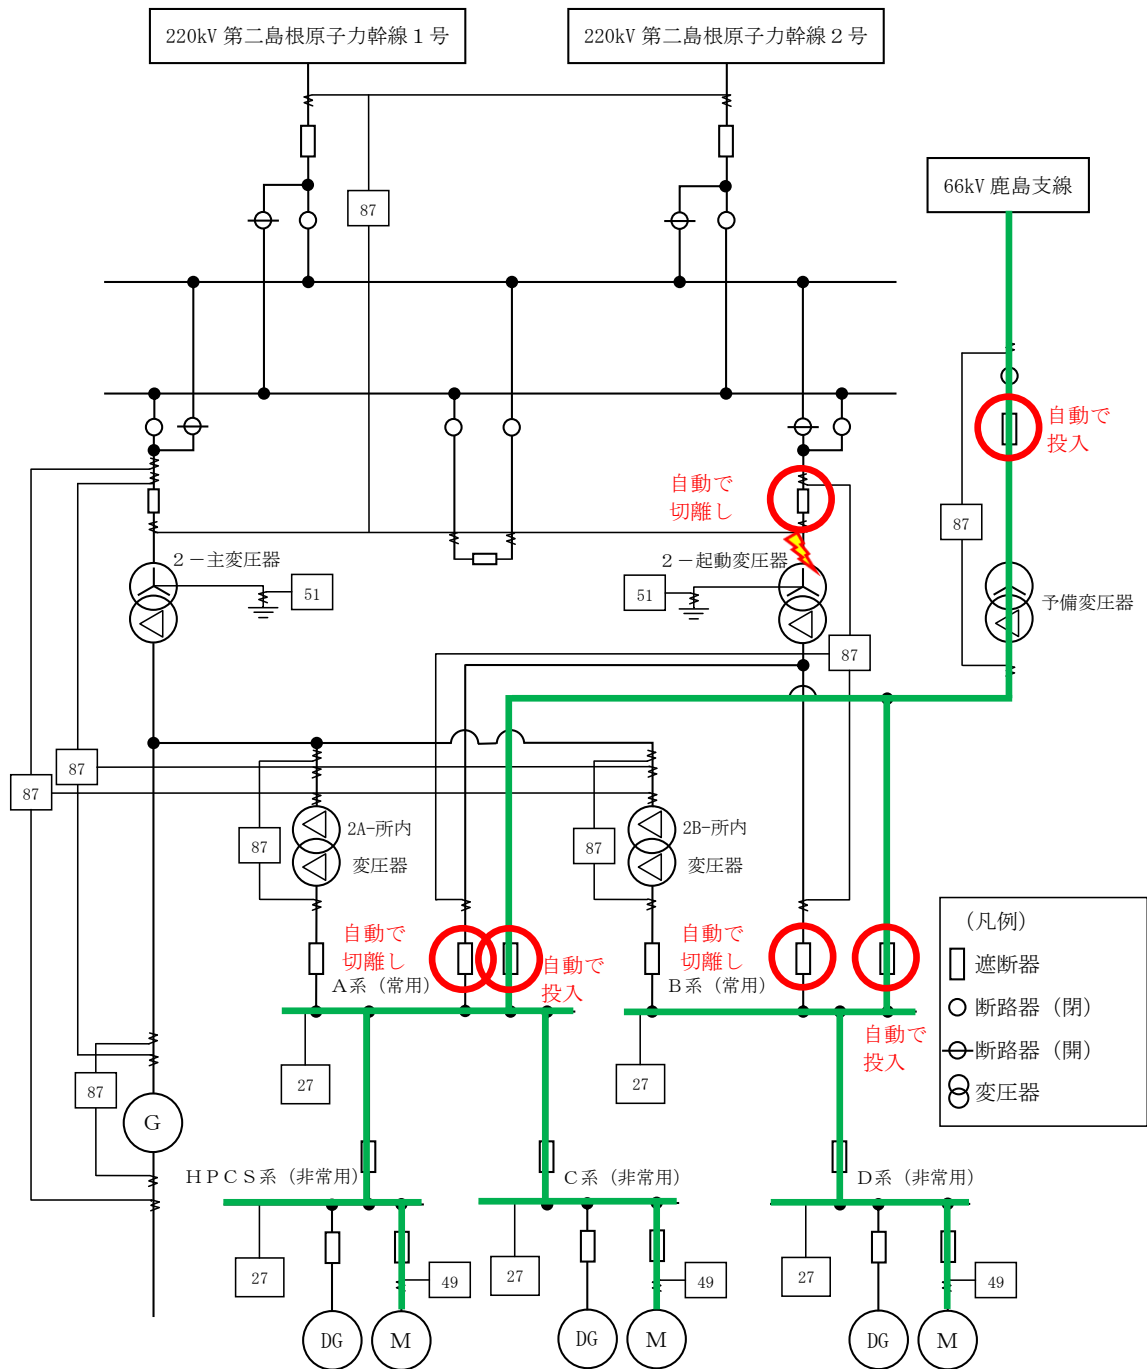 220kV 第二島根原子力幹線１号
220kV 第二島根原子力幹線２号
66kV 鹿島支線
87
自動で
投入
自動で
切離し
87
２－主変圧器
２－起動変圧器
51
51
予備変圧器
87
87
87
2A-所内
変圧器
87
2B-所内
変圧器
87
自動で
切離し
自動で
投入
自動で
切離し
自動で
投入
A系（常用）
B系（常用）
（凡例）
遮断器
断路器（閉）
断路器（開）
変圧器
27
27
87
G
ＨＰＣＳ系（非常用）
Ｃ系（非常用）
Ｄ系（非常用）
27
49
27
49
27
49
DG
M
DG
M
DG
M